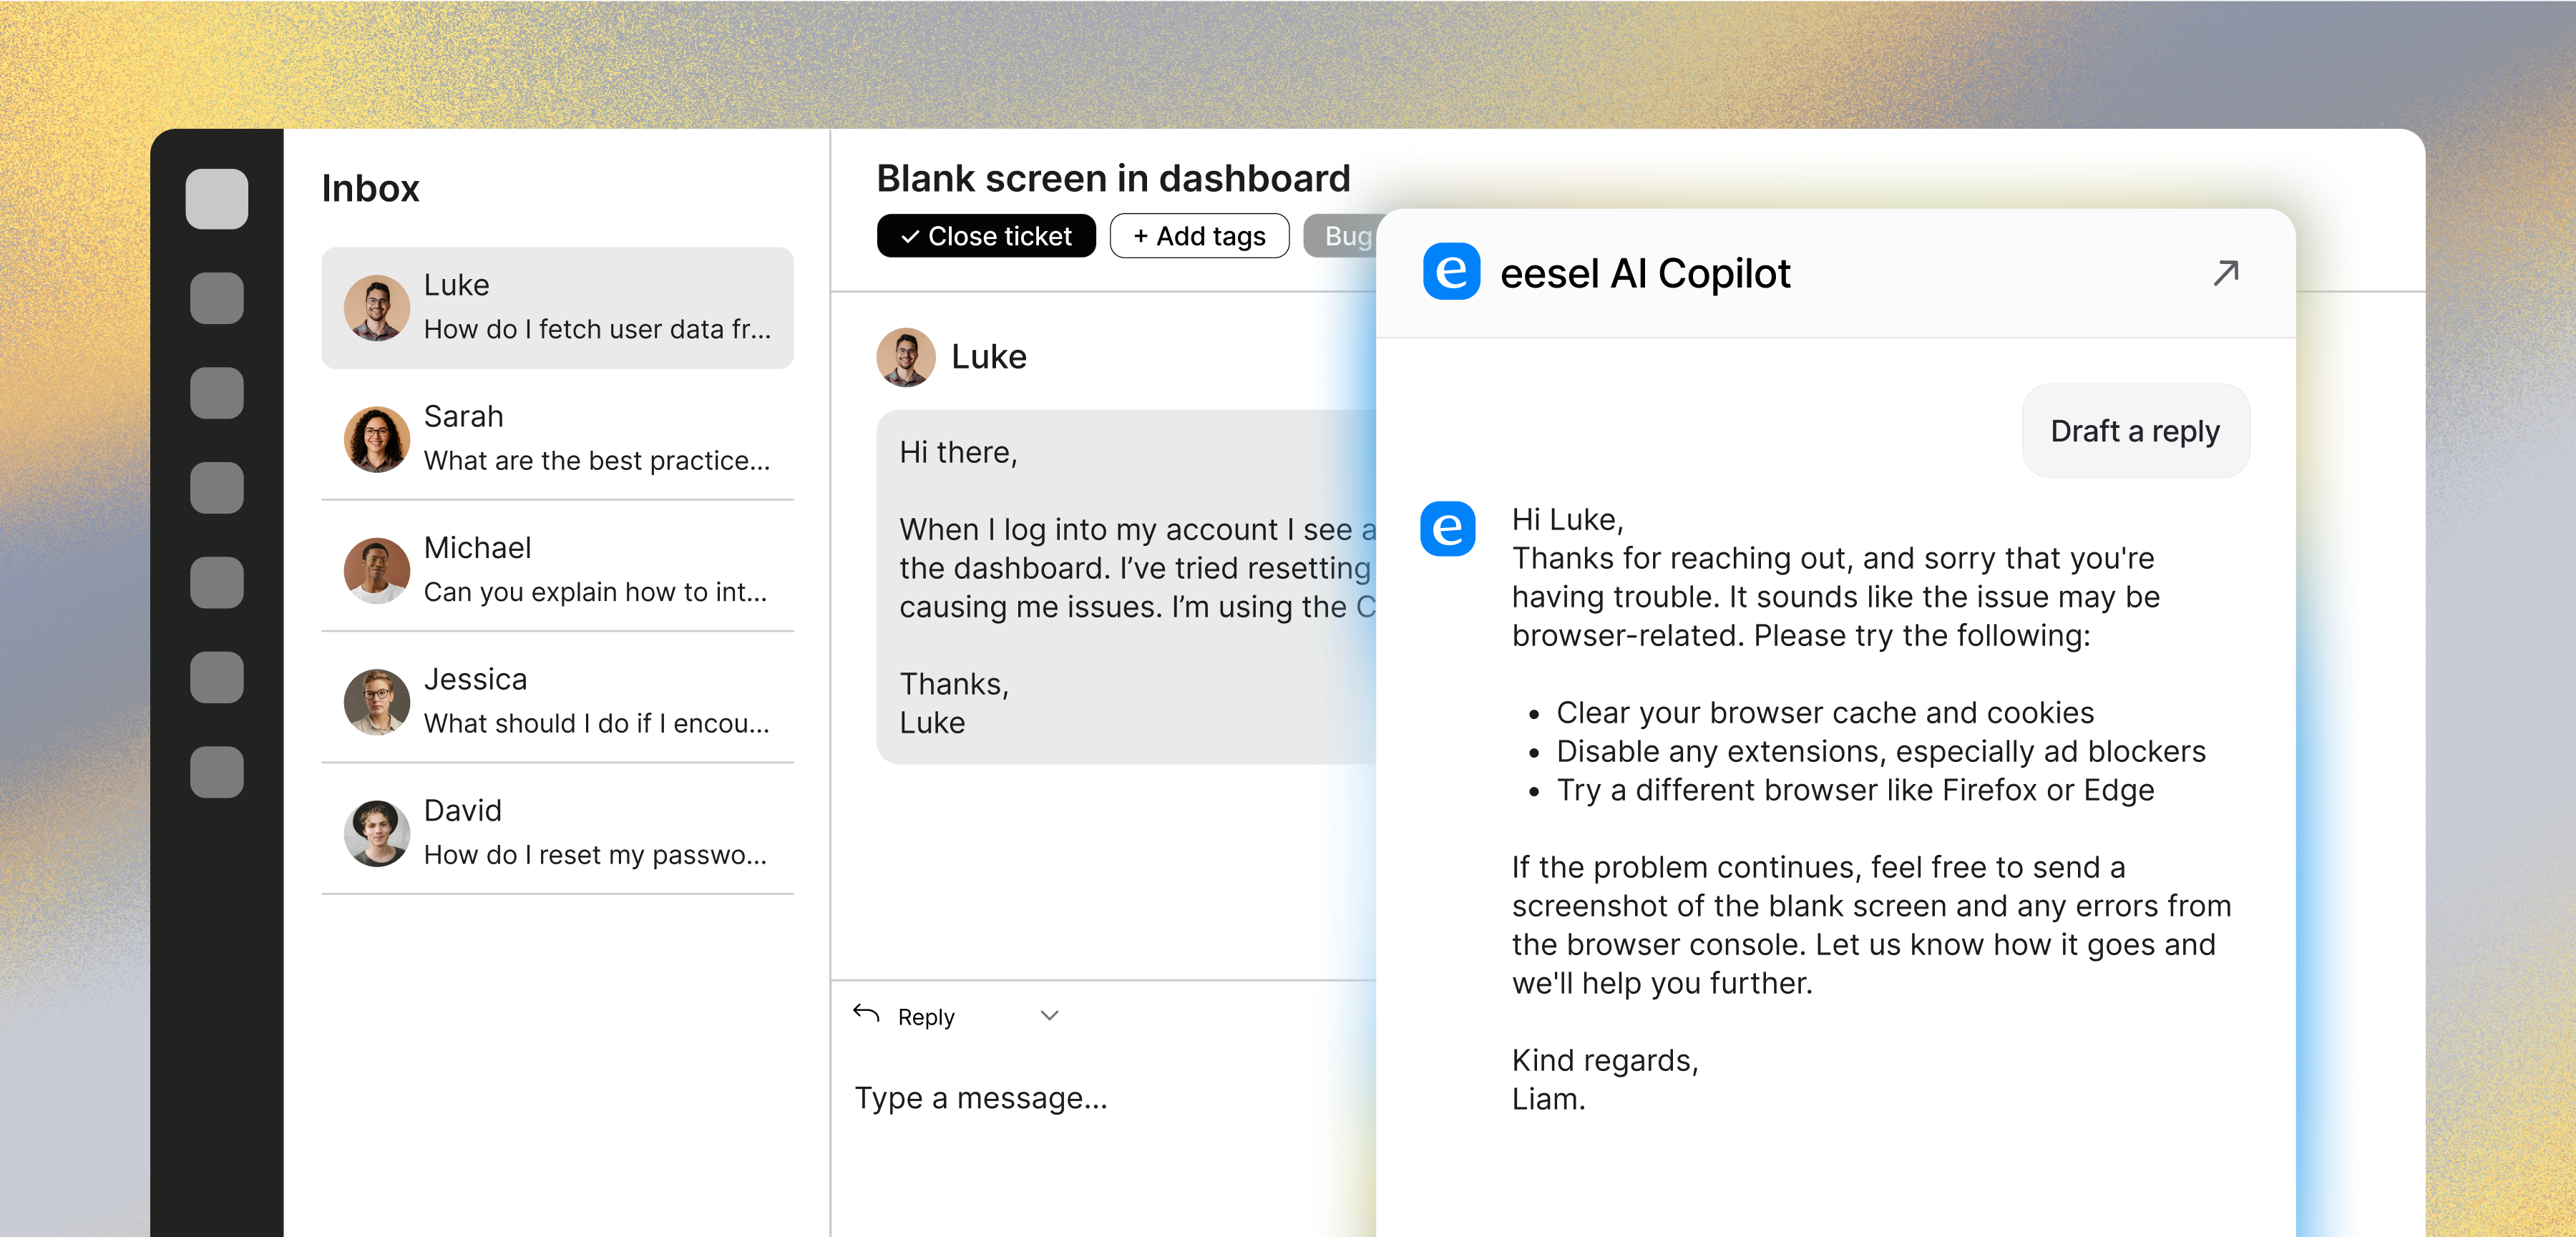 Inbox
Luke
How do I fetch user data fr...
Sarah
What are the best practice...
Michael
Can you explain how to int...
Jessica
What should I do if I encou...
David
How do I reset my passwo...
Blank screen in dashboard
✓ Close ticket
+ Add tags
Bug
Luke
Hi there,
When I log into my account I see a
the dashboard. I’ve tried resetting
causing me issues. I’m using the C
Thanks,
Luke
Reply
Type a message...
e eesel AI Copilot
Draft a reply
e
Hi Luke,
Thanks for reaching out, and sorry that you're
having trouble. It sounds like the issue may be
browser-related. Please try the following:
• Clear your browser cache and cookies
• Disable any extensions, especially ad blockers
• Try a different browser like Firefox or Edge
If the problem continues, feel free to send a
screenshot of the blank screen and any errors from
the browser console. Let us know how it goes and
we'll help you further.
Kind regards,
Liam.